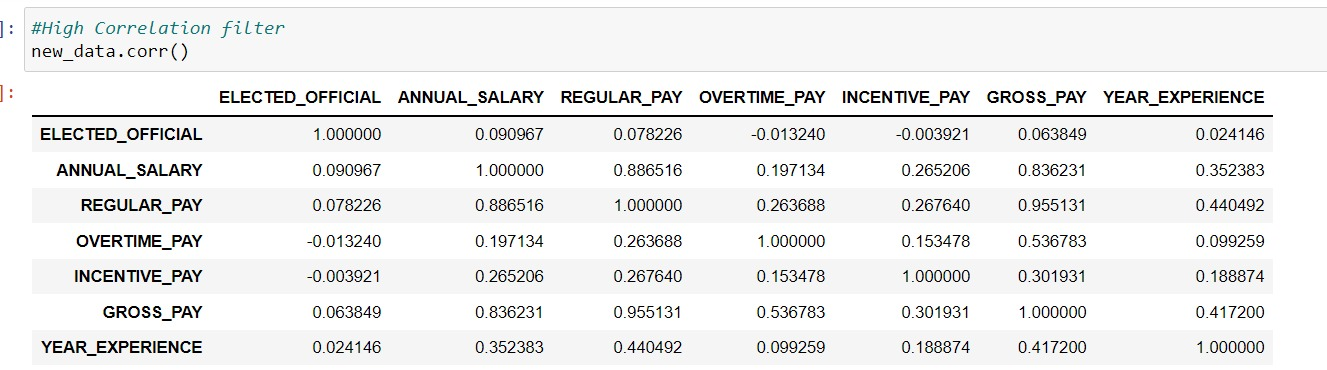 ]: #High Correlation filter
new_data.corr()
]:
ELECTED_OFFICIAL ANNUAL_SALARY REGULAR_PAY OVERTIME_PAY INCENTIVE_PAY GROSS_PAY YEAR_EXPERIENCE
ELECTED_OFFICIAL 1.000000 0.090967 0.078226 -0.013240 -0.003921 0.063849 0.024146
ANNUAL_SALARY 0.090967 1.000000 0.886516 0.197134 0.265206 0.836231 0.352383
REGULAR_PAY 0.078226 0.886516 1.000000 0.263688 0.267640 0.955131 0.440492
OVERTIME_PAY -0.013240 0.197134 0.263688 1.000000 0.153478 0.536783 0.099259
INCENTIVE_PAY -0.003921 0.265206 0.267640 0.153478 1.000000 0.301931 0.188874
GROSS_PAY 0.063849 0.836231 0.955131 0.536783 0.301931 1.000000 0.417200
YEAR_EXPERIENCE 0.024146 0.352383 0.440492 0.099259 0.188874 0.417200 1.000000